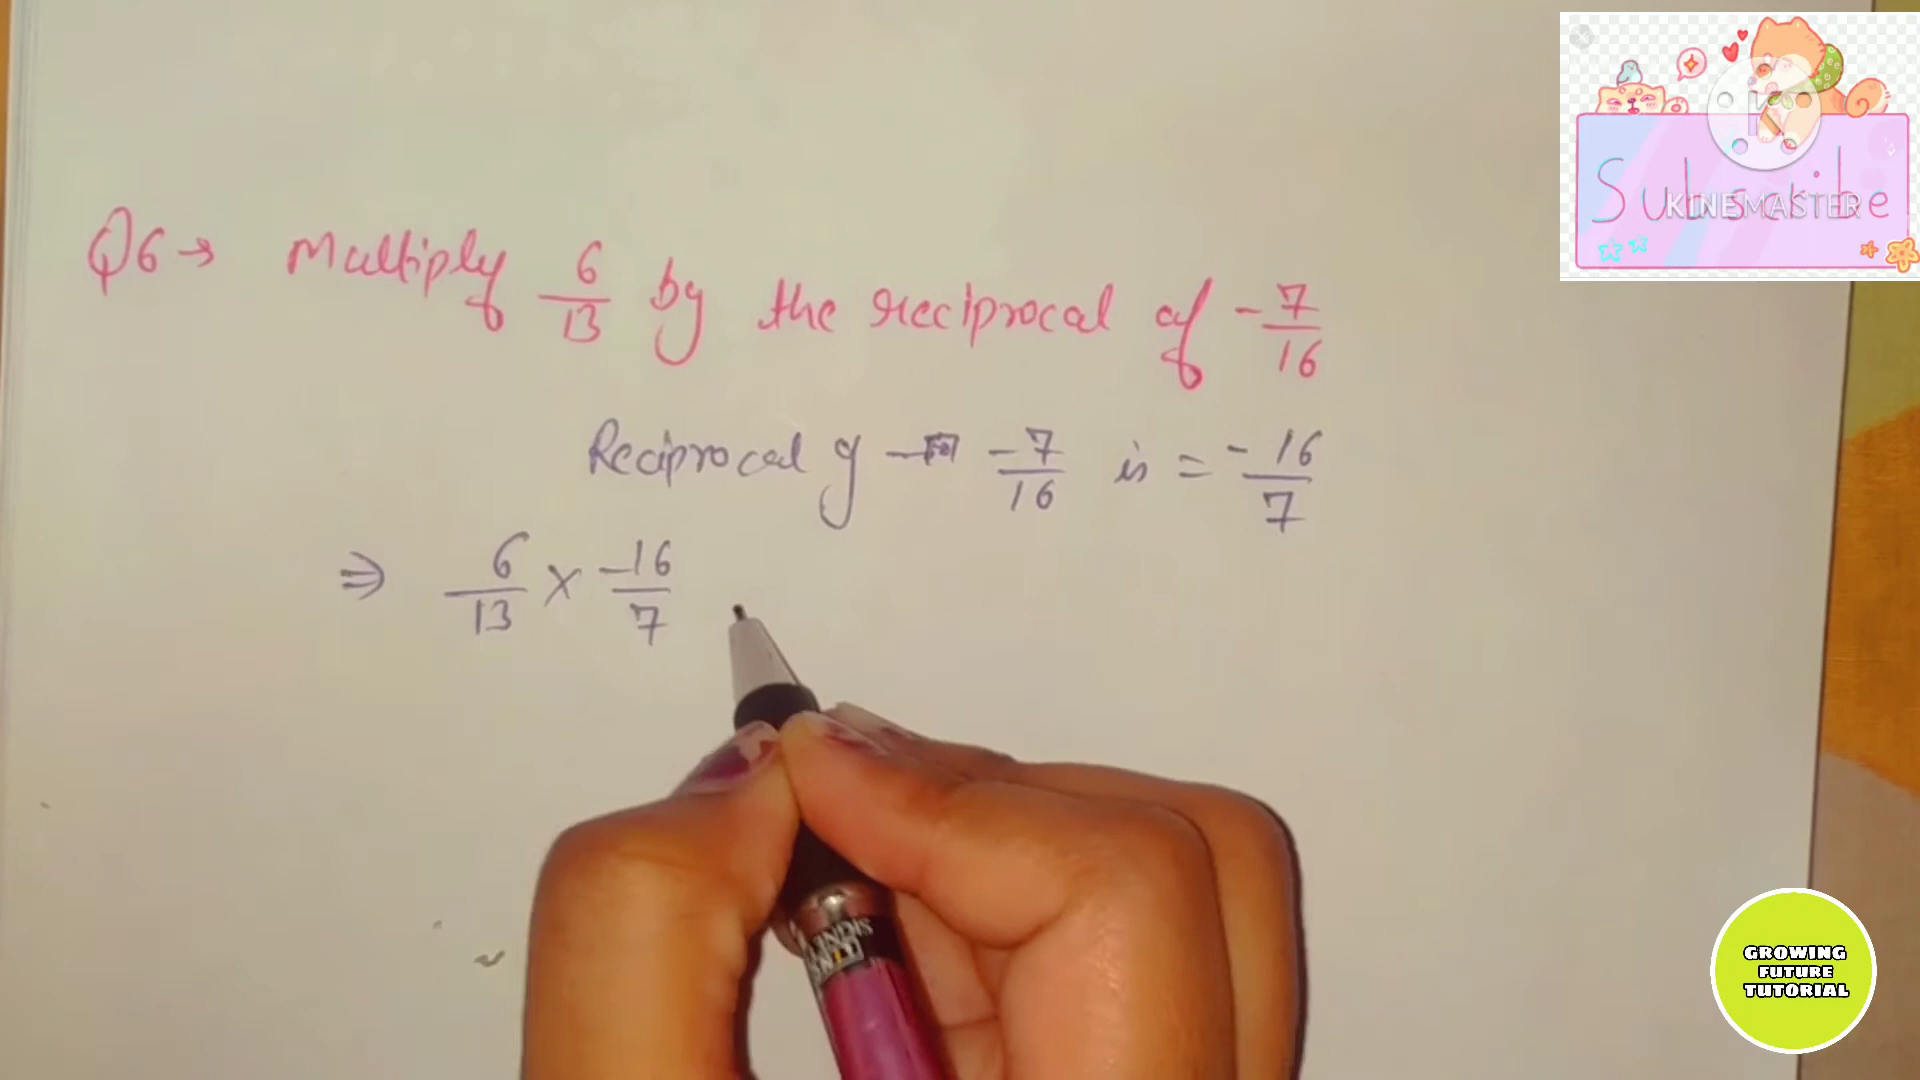 Subscribe
KINEMASTER
Q6 → Multiply 6/13 by the reciprocal of -7/16
Reciprocal of -7/16 is = -16/7
⇒ 6/13 × -16/7
GROWING
FUTURE
TUTORIAL